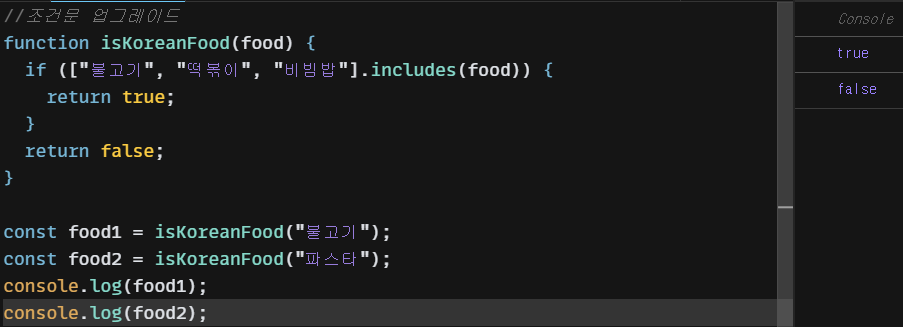 //조건문 업그레이드
function isKoreanFood(food) {
  if (["불고기", "떡볶이", "비빔밥"].includes(food)) {
    return true;
  }
  return false;
}
const food1 = isKoreanFood("불고기");
const food2 = isKoreanFood("파스타");
console.log(food1);
console.log(food2);
Console
true
false